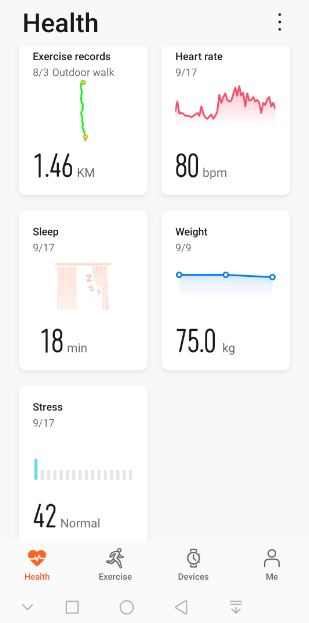 Health
Exercise records
8/3 Outdoor walk
1.46 KM
Heart rate
9/17
80 bpm
Sleep
9/17
z z z
18 min
Weight
9/9
75.0 kg
Stress
9/17
42 Normal
Health
Exercise
Devices
Me